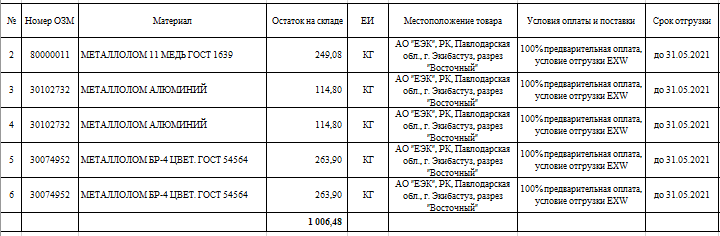 № Номер ОЗМ Материал Остаток на складе ЕИ Местоположение товара Условия оплаты и поставки Срок отгрузки
2 80000011 МЕТАЛЛОЛОМ 11 МЕДЬ ГОСТ 1639 249,08 КГ АО "ЕЭК", РК, Павлодарская обл., г. Экибастуз, разрез "Восточный" 100% предварительная оплата, условие отгрузки EXW до 31.05.2021
3 30102732 МЕТАЛЛОЛОМ АЛЮМИНИЙ 114,80 КГ АО "ЕЭК", РК, Павлодарская обл., г. Экибастуз, разрез "Восточный" 100% предварительная оплата, условие отгрузки EXW до 31.05.2021
4 30102732 МЕТАЛЛОЛОМ АЛЮМИНИЙ 114,80 КГ АО "ЕЭК", РК, Павлодарская обл., г. Экибастуз, разрез "Восточный" 100% предварительная оплата, условие отгрузки EXW до 31.05.2021
5 30074952 МЕТАЛЛОЛОМ БР-4 ЦВЕТ. ГОСТ 54564 263,90 КГ АО "ЕЭК", РК, Павлодарская обл., г. Экибастуз, разрез "Восточный" 100% предварительная оплата, условие отгрузки EXW до 31.05.2021
6 30074952 МЕТАЛЛОЛОМ БР-4 ЦВЕТ. ГОСТ 54564 263,90 КГ АО "ЕЭК", РК, Павлодарская обл., г. Экибастуз, разрез "Восточный" 100% предварительная оплата, условие отгрузки EXW до 31.05.2021
1 006,48